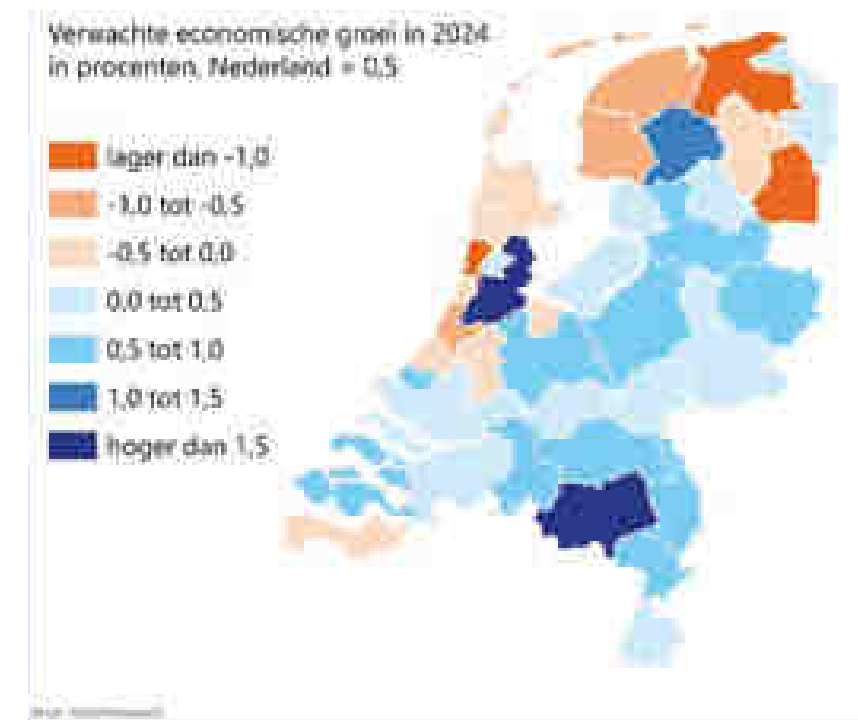 Verwachte economische groei in 2024
in procenten, Nederland = 0,5
lager dan -1,0
-1,0 tot -0,5
-0,5 tot 0,0
0,0 tot 0,5
0,5 tot 1,0
1,0 tot 1,5
hoger dan 1,5